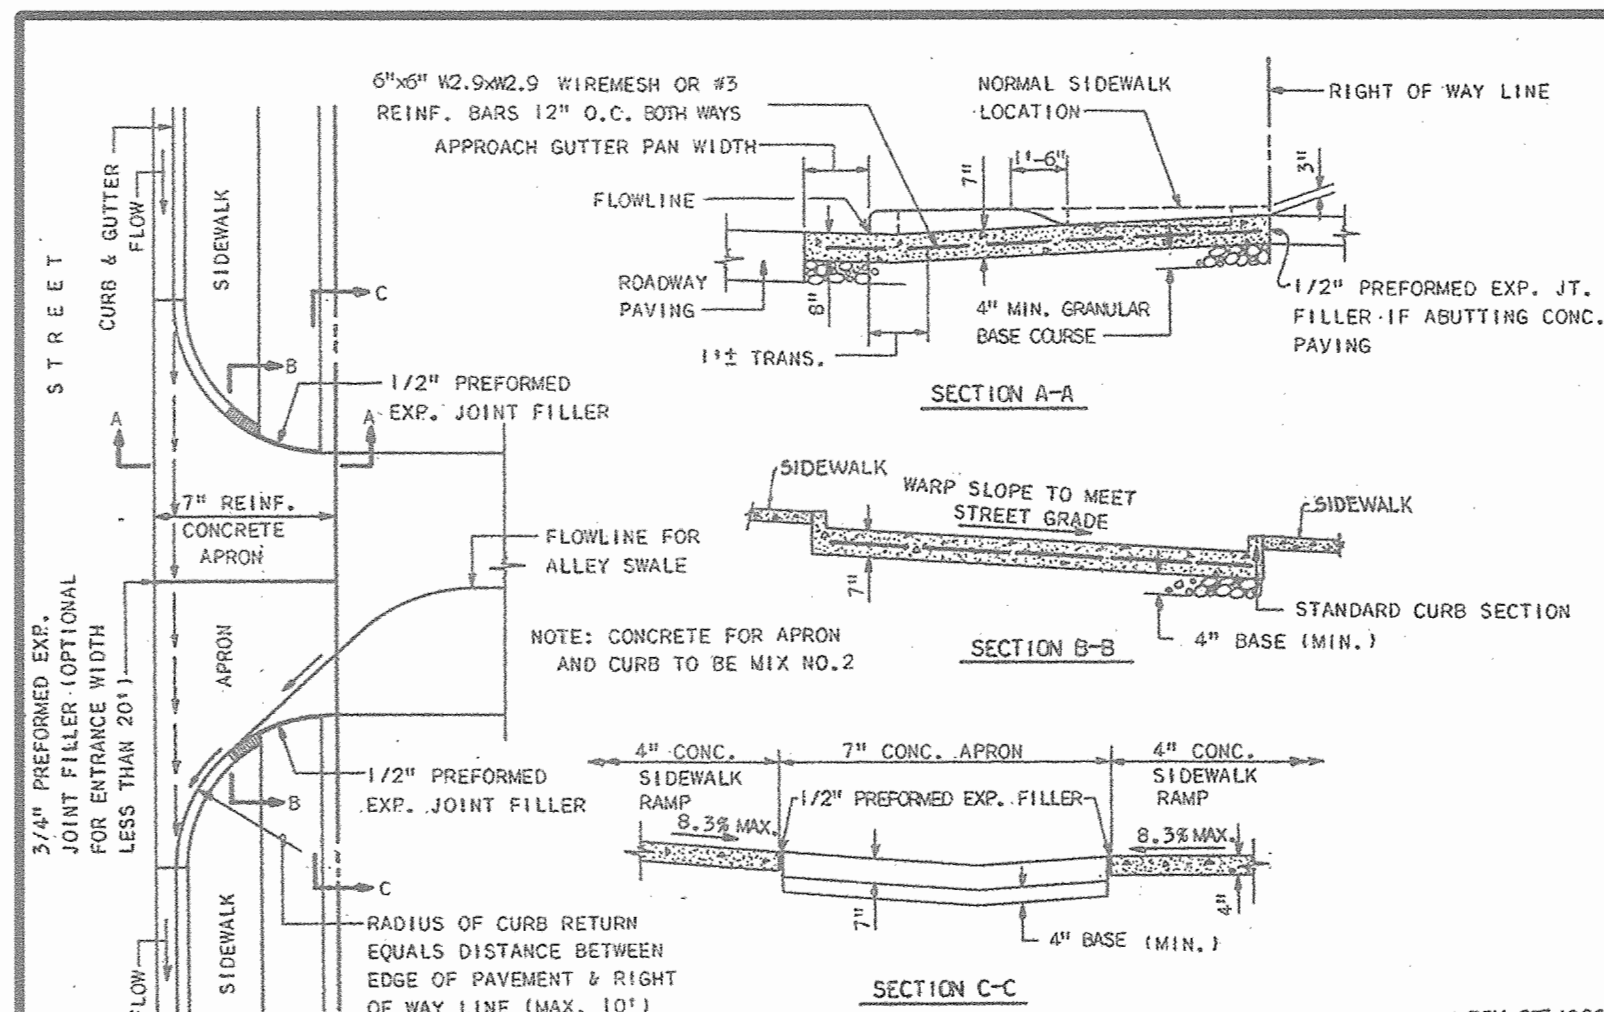 6"x6" W2.9xW2.9 WIREMESH OR #3
REINF. BARS 12" O.C. BOTH WAYS
APPROACH GUTTER PAN WIDTH
FLOWLINE
ROADWAY
PAVING
8"
1'± TRANS.
7"
1'-6"
NORMAL SIDEWALK
LOCATION
RIGHT OF WAY LINE
3"
4" MIN. GRANULAR
BASE COURSE
1/2" PREFORMED EXP. JT.
FILLER IF ABUTTING CONC.
PAVING
SECTION A-A
STREET
CURB & GUTTER
FLOW
SIDEWALK
C
B
A
A
1/2" PREFORMED
EXP. JOINT FILLER
7" REINF.
CONCRETE
APRON
FLOWLINE FOR
ALLEY SWALE
3/4" PREFORMED EXP.
JOINT FILLER (OPTIONAL
FOR ENTRANCE WIDTH
LESS THAN 20')
APRON
NOTE: CONCRETE FOR APRON
AND CURB TO BE MIX NO.2
1/2" PREFORMED
EXP. JOINT FILLER
B
C
SIDEWALK
FLOW
RADIUS OF CURB RETURN
EQUALS DISTANCE BETWEEN
EDGE OF PAVEMENT & RIGHT
OF WAY LINE (MAX. 10')
SIDEWALK
WARP SLOPE TO MEET
STREET GRADE
SIDEWALK
7"
STANDARD CURB SECTION
4" BASE (MIN.)
SECTION B-B
4" CONC.
SIDEWALK
RAMP
7" CONC. APRON
4" CONC.
SIDEWALK
RAMP
1/2" PREFORMED EXP. FILLER
8.3% MAX.
8.3% MAX.
7"
4"
4" BASE (MIN.)
SECTION C-C